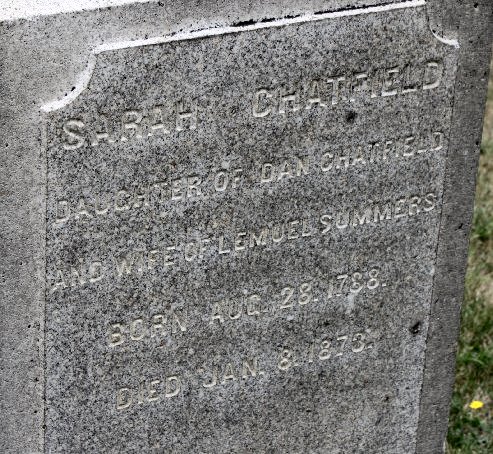 SARAH CHATFIELD
DAUGHTER OF DAN CHATFIELD
AND WIFE OF LEMUEL SUMMERS
BORN AUG. 28. 1788.
DIED JAN. 8. 1873.